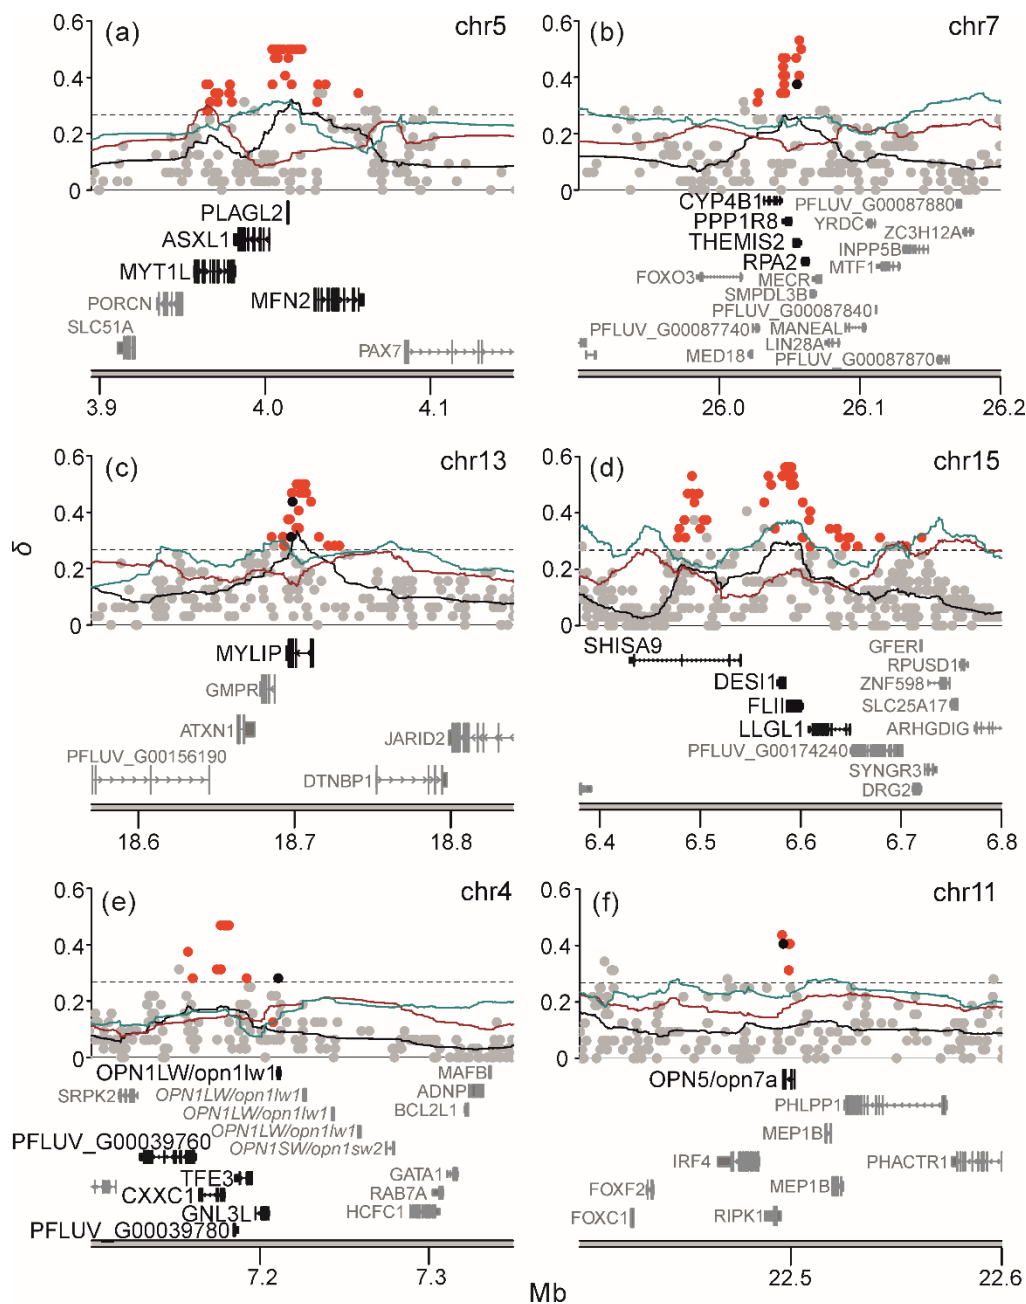 (a) chr5
0.6
0.4
0.2
0
PLAGL2
ASXL1
MYT1L
MFN2
PORCN
SLC51A
PAX7
3.9 4.0 4.1
(b) chr7
0.6
0.4
0.2
0
CYP4B1
PFLUV_G00087880
PPP1R8
YRDC
ZC3H12A
THEMIS2
INPP5B
RPA2
MTF1
FOXO3
MECR
SMPDL3B
PFLUV_G00087840
PFLUV_G00087740
MANEAL
LIN28A
MED18
PFLUV_G00087870
26.0 26.1 26.2
(c) chr13
0.6
0.4
0.2
0
δ
MYLIP
GMPR
ATXN1
JARID2
PFLUV_G00156190
DTNBP1
18.6 18.7 18.8
(d) chr15
0.6
0.4
0.2
0
SHISA9
GFERI
RPUSD1
DESI1
ZNF598
FLII
SLC25A17
LLGL1
ARHGDIG
PFLUV_G00174240
SYNGR3
DRG2
6.4 6.5 6.6 6.7 6.8
(e) chr4
0.6
0.4
0.2
0
OPN1LW/opn1lw1
MAFB
SRPK2
OPN1LW/opn1lw1
ADNP
OPN1LW/opn1lw1
BCL2L1
OPN1LW/opn1lw1
PFLUV_G00039760
OPN1SW/opn1sw2
TFE3
GATA1
CXXC1
RAB7A
GNL3L
HCFC1
PFLUV_G00039780
7.2 7.3
(f) chr11
0.6
0.4
0.2
0
OPN5/opn7a
PHLPP1
MEP1B
IRF4
PHACTR1
FOXF2
MEP1B
FOXC1
RIPK1
22.5 22.6
Mb